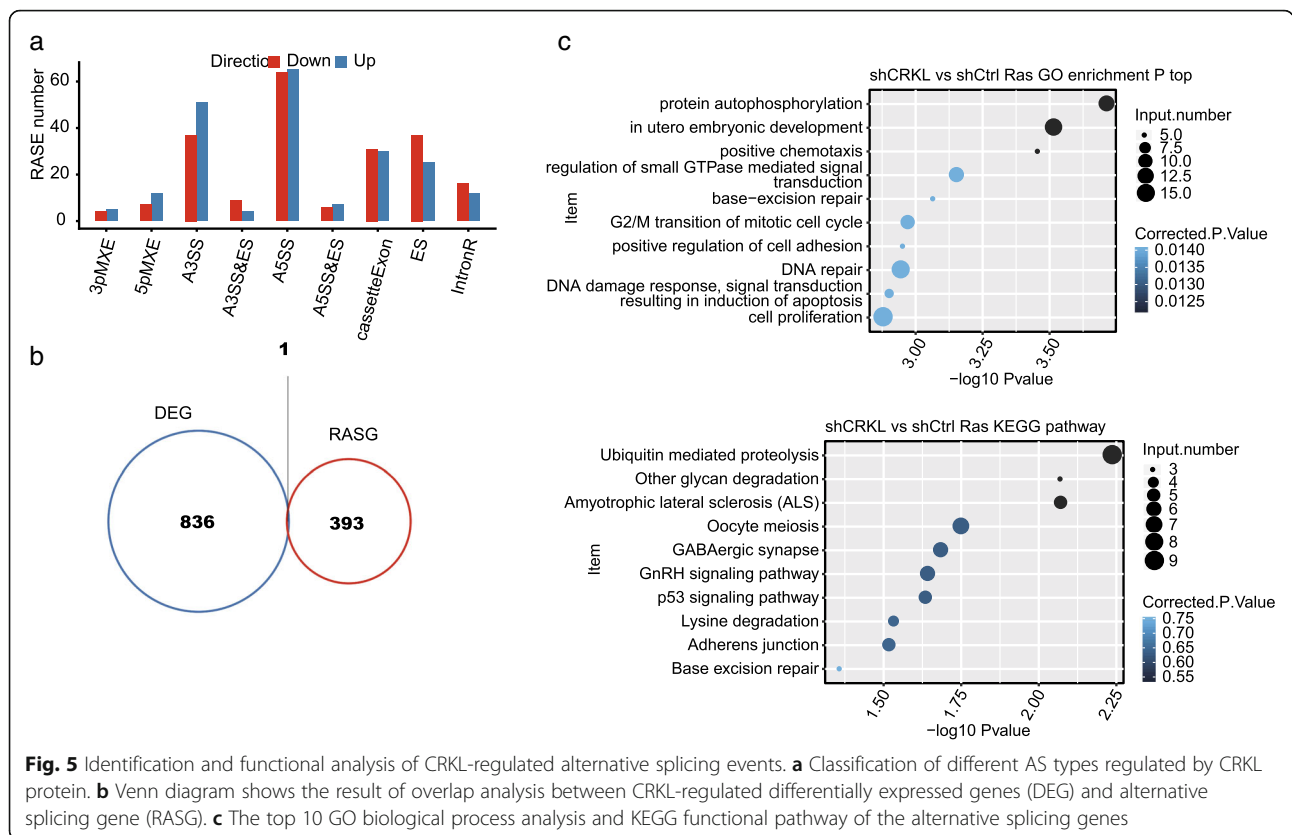 a
Direction Down Up
RASE number
60
40
20
0
3pMXE
5pMXE
A3SS
A3SS&ES
A5SS
A5SS&ES
cassetteExon
ES
IntronR
b
1
DEG
RASG
836
393
c
shCRKL vs shCtrl Ras GO enrichment P top
Item
protein autophosphorylation
in utero embryonic development
positive chemotaxis
regulation of small GTPase mediated signal
transduction
base−excision repair
G2/M transition of mitotic cell cycle
positive regulation of cell adhesion
DNA repair
DNA damage response, signal transduction
resulting in induction of apoptosis
cell proliferation
3.00
3.25
3.50
−log10 Pvalue
Input.number
5.0
7.5
10.0
12.5
15.0
Corrected.P.Value
0.0140
0.0135
0.0130
0.0125
shCRKL vs shCtrl Ras KEGG pathway
Item
Ubiquitin mediated proteolysis
Other glycan degradation
Amyotrophic lateral sclerosis (ALS)
Oocyte meiosis
GABAergic synapse
GnRH signaling pathway
p53 signaling pathway
Lysine degradation
Adherens junction
Base excision repair
1.50
1.75
2.00
2.25
−log10 Pvalue
Input.number
3
4
5
6
7
8
9
Corrected.P.Value
0.75
0.70
0.65
0.60
0.55
Fig. 5 Identification and functional analysis of CRKL-regulated alternative splicing events. a Classification of different AS types regulated by CRKL
protein. b Venn diagram shows the result of overlap analysis between CRKL-regulated differentially expressed genes (DEG) and alternative
splicing gene (RASG). c The top 10 GO biological process analysis and KEGG functional pathway of the alternative splicing genes